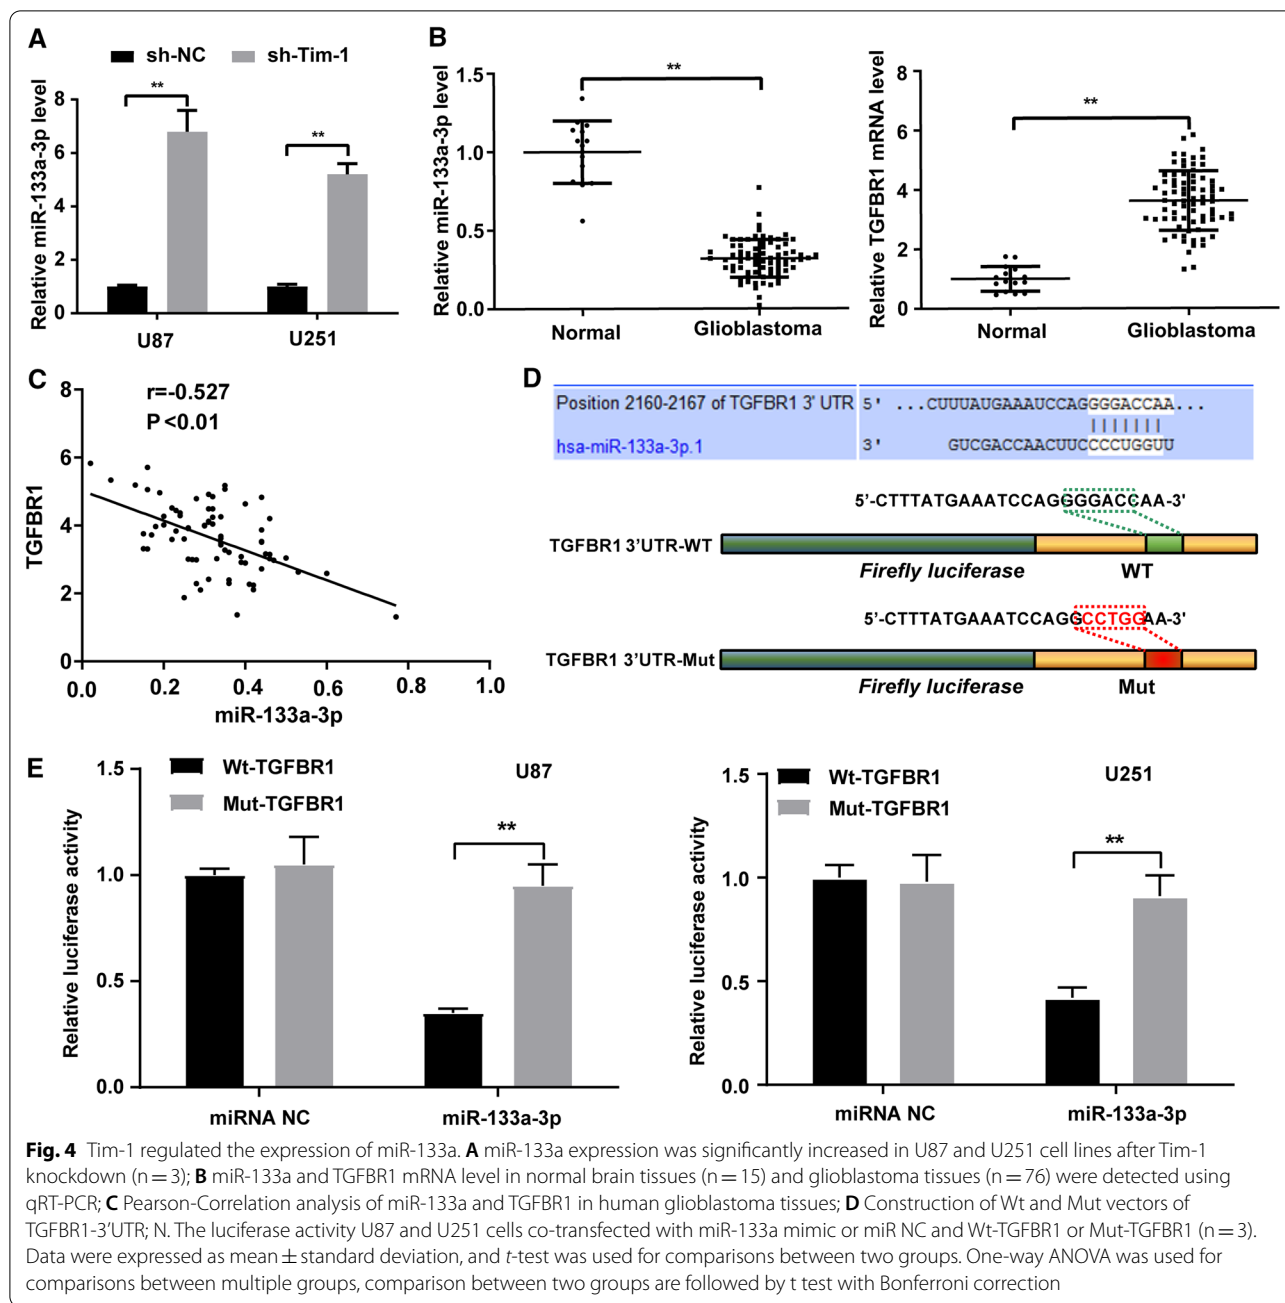 A
sh-NC
sh-Tim-1
Relative miR-133a-3p level
8
6
4
2
0
**
**
U87
U251
B
Relative miR-133a-3p level
1.5
1.0
0.5
0.0
**
Normal
Glioblastoma
Relative TGFBR1 mRNA level
8
6
4
2
0
**
Normal
Glioblastoma
C
r=-0.527
P<0.01
TGFBR1
8
6
4
2
0
0.0
0.2
0.4
0.6
0.8
1.0
miR-133a-3p
D
Position 2160-2167 of TGFBR1 3' UTR 5' ...CUUUAUGAAAUCCAGGGGACCAA...
hsa-miR-133a-3p.1 3' GUCGACCAACUUCCCCUGGUU
5'-CTTTATGAAATCCAGGGGACCAA-3'
TGFBR1 3'UTR-WT
Firefly luciferase
WT
5'-CTTTATGAAATCCAGGCCTGGAA-3'
TGFBR1 3'UTR-Mut
Firefly luciferase
Mut
E
Wt-TGFBR1
Mut-TGFBR1
U87
Relative luciferase activity
1.5
1.0
0.5
0.0
**
miRNA NC
miR-133a-3p
Wt-TGFBR1
Mut-TGFBR1
U251
Relative luciferase activity
1.5
1.0
0.5
0.0
**
miRNA NC
miR-133a-3p
Fig. 4 Tim-1 regulated the expression of miR-133a. A miR-133a expression was significantly increased in U87 and U251 cell lines after Tim-1
knockdown (n = 3); B miR-133a and TGFBR1 mRNA level in normal brain tissues (n = 15) and glioblastoma tissues (n = 76) were detected using
qRT-PCR; C Pearson-Correlation analysis of miR-133a and TGFBR1 in human glioblastoma tissues; D Construction of Wt and Mut vectors of
TGFBR1-3'UTR; N. The luciferase activity U87 and U251 cells co-transfected with miR-133a mimic or miR NC and Wt-TGFBR1 or Mut-TGFBR1 (n = 3).
Data were expressed as mean ± standard deviation, and t-test was used for comparisons between two groups. One-way ANOVA was used for
comparisons between multiple groups, comparison between two groups are followed by t test with Bonferroni correction